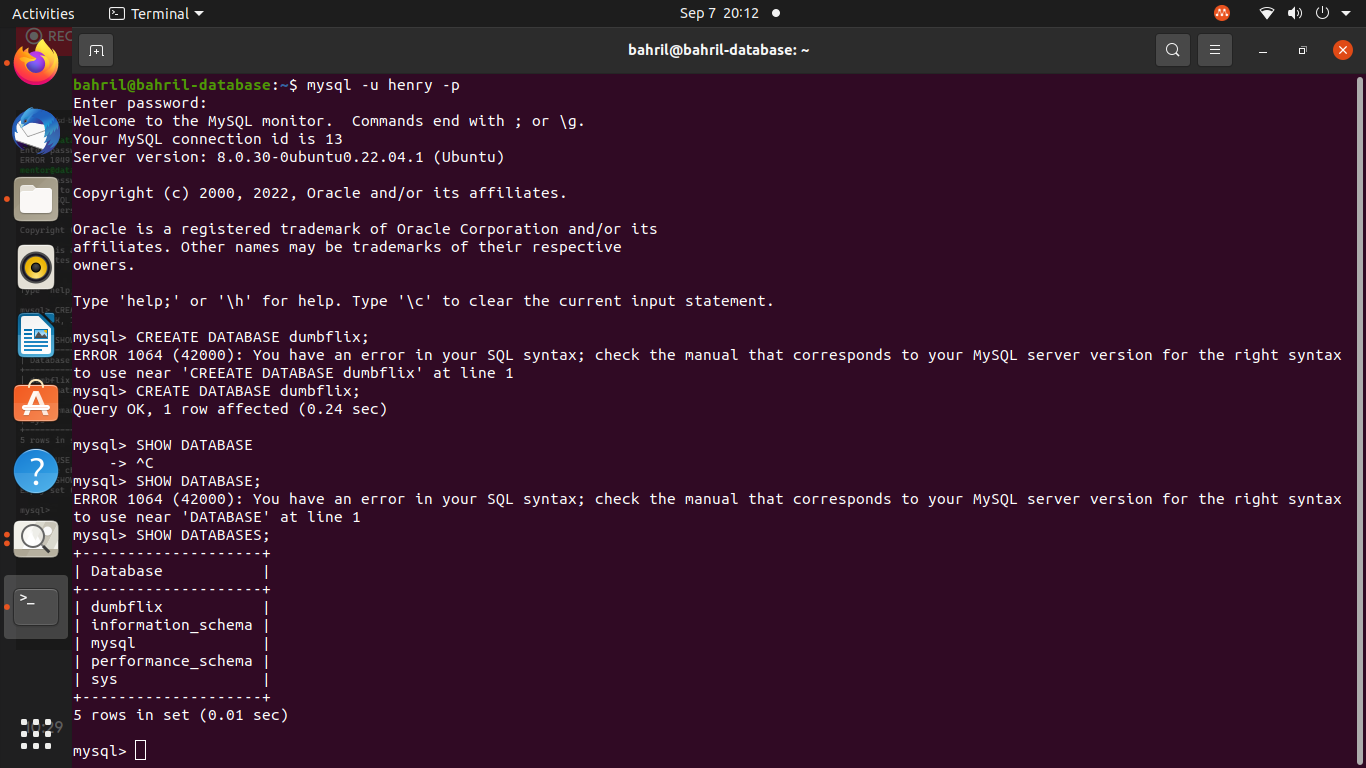 Activities
Terminal
Sep 7 20:12
REC
bahril@bahril-database: ~
bahril@bahril-database:~$ mysql -u henry -p
Enter password:
Welcome to the MySQL monitor.  Commands end with ; or \g.
Your MySQL connection id is 13
Server version: 8.0.30-0ubuntu0.22.04.1 (Ubuntu)
Copyright (c) 2000, 2022, Oracle and/or its affiliates.
Oracle is a registered trademark of Oracle Corporation and/or its
affiliates. Other names may be trademarks of their respective
owners.
Type 'help;' or '\h' for help. Type '\c' to clear the current input statement.
mysql> CREEATE DATABASE dumbflix;
ERROR 1064 (42000): You have an error in your SQL syntax; check the manual that corresponds to your MySQL server version for the right syntax
to use near 'CREEATE DATABASE dumbflix' at line 1
mysql> CREATE DATABASE dumbflix;
Query OK, 1 row affected (0.24 sec)
mysql> SHOW DATABASE
    -> ^C
mysql> SHOW DATABASE;
ERROR 1064 (42000): You have an error in your SQL syntax; check the manual that corresponds to your MySQL server version for the right syntax
to use near 'DATABASE' at line 1
mysql> SHOW DATABASES;
+--------------------+
| Database           |
+--------------------+
| dumbflix           |
| information_schema |
| mysql              |
| performance_schema |
| sys                |
+--------------------+
5 rows in set (0.01 sec)
mysql>